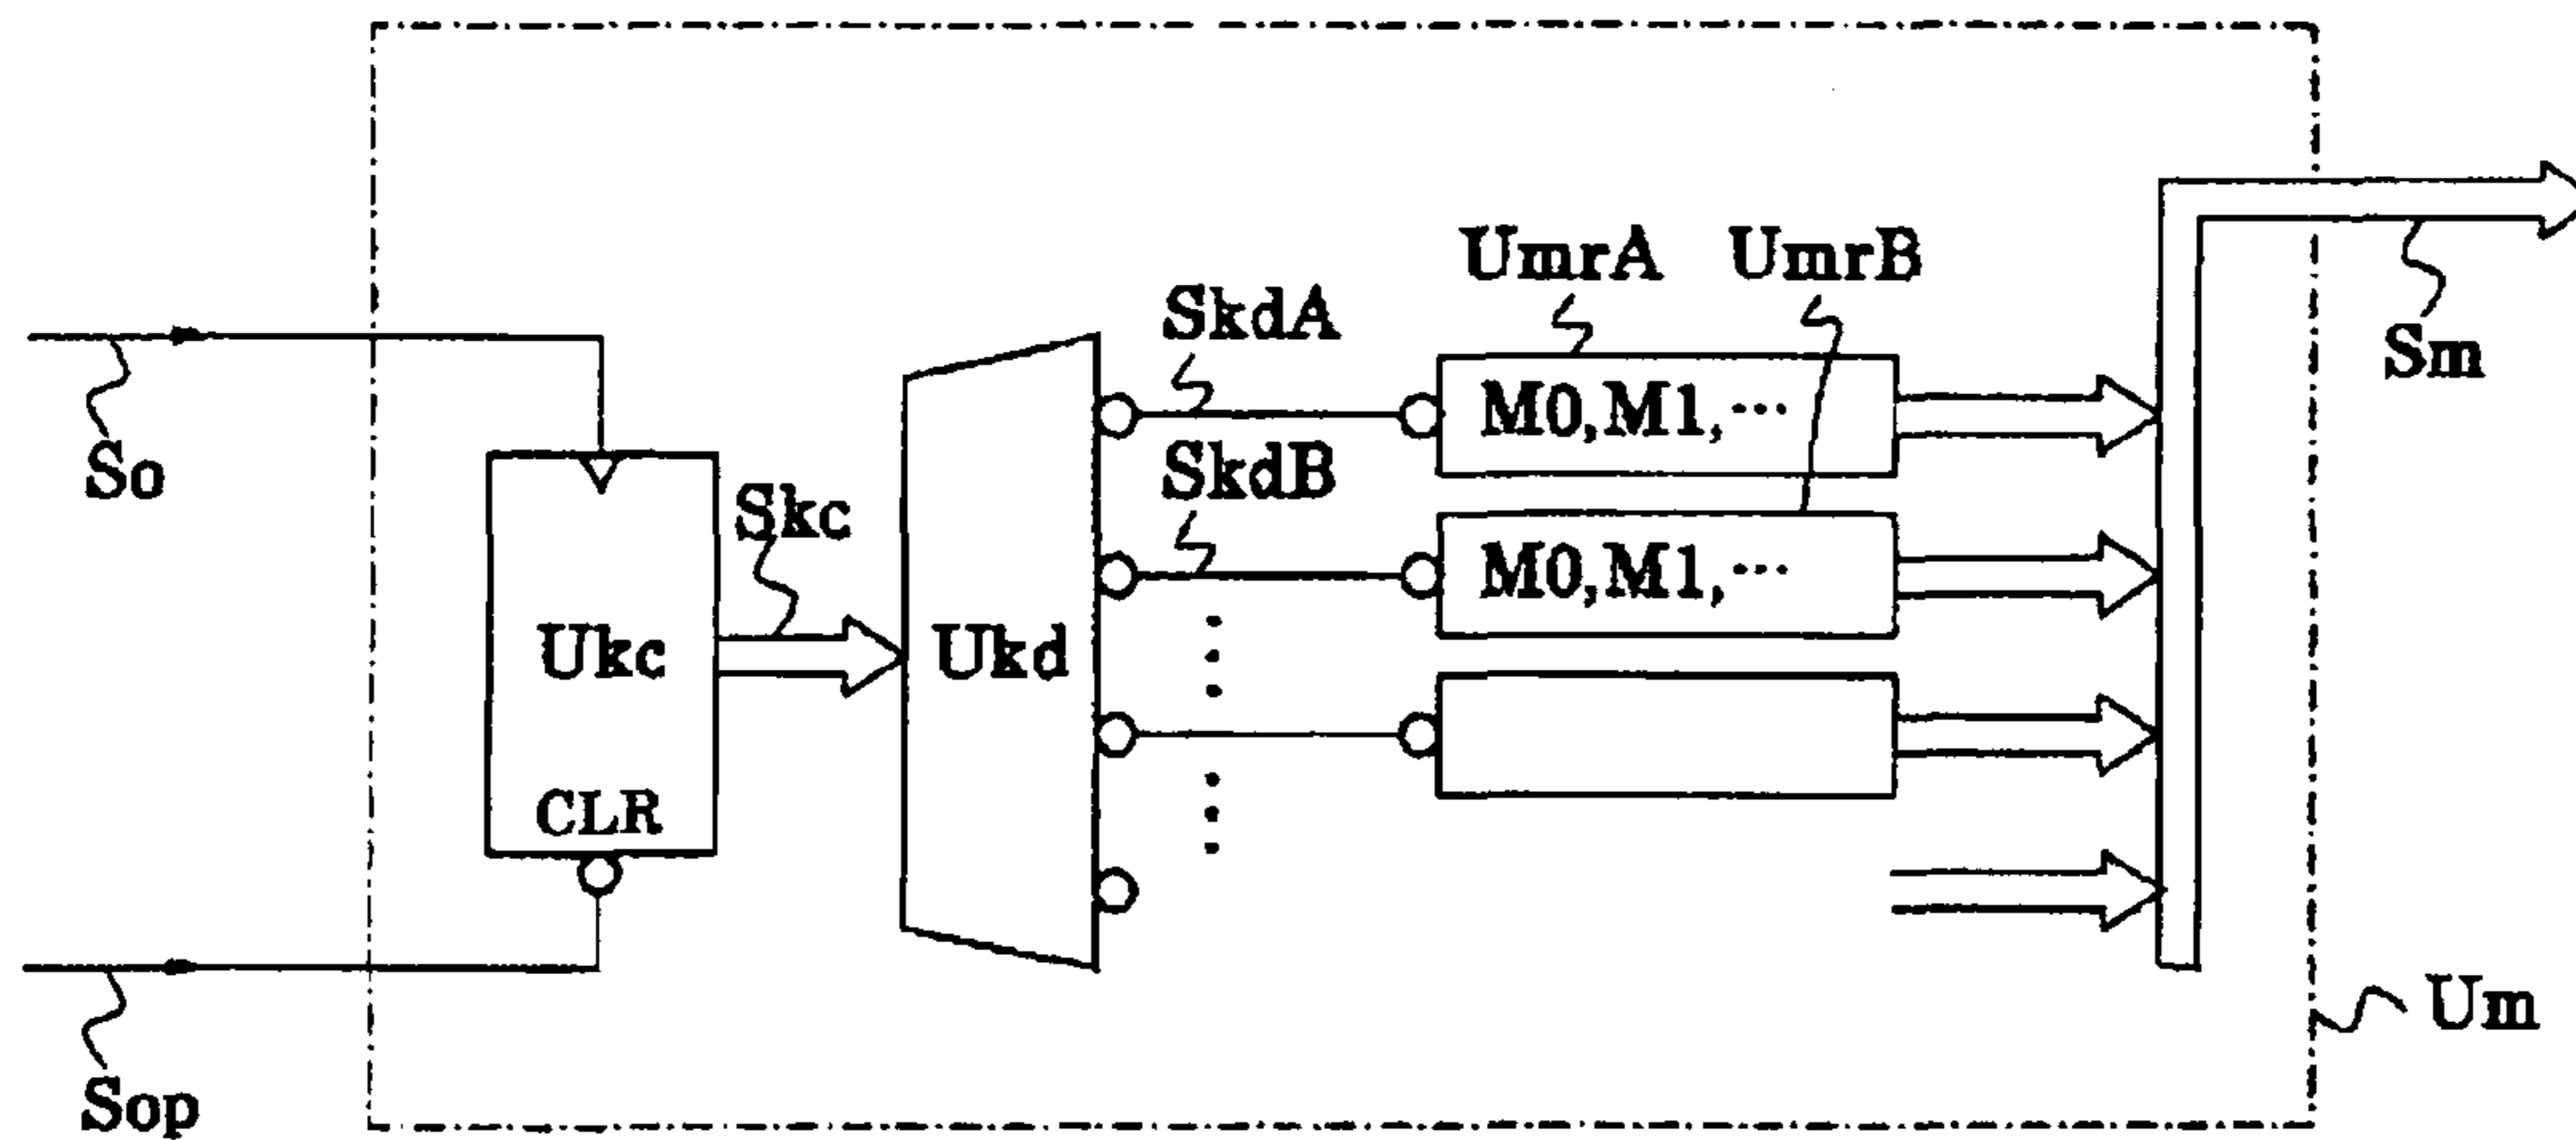 UmrA UmrB
SkdA
Sm
M0,M1,···
So
SkdB
Skc
M0,M1,···
Ukc
Ukd
CLR
Um
Sop